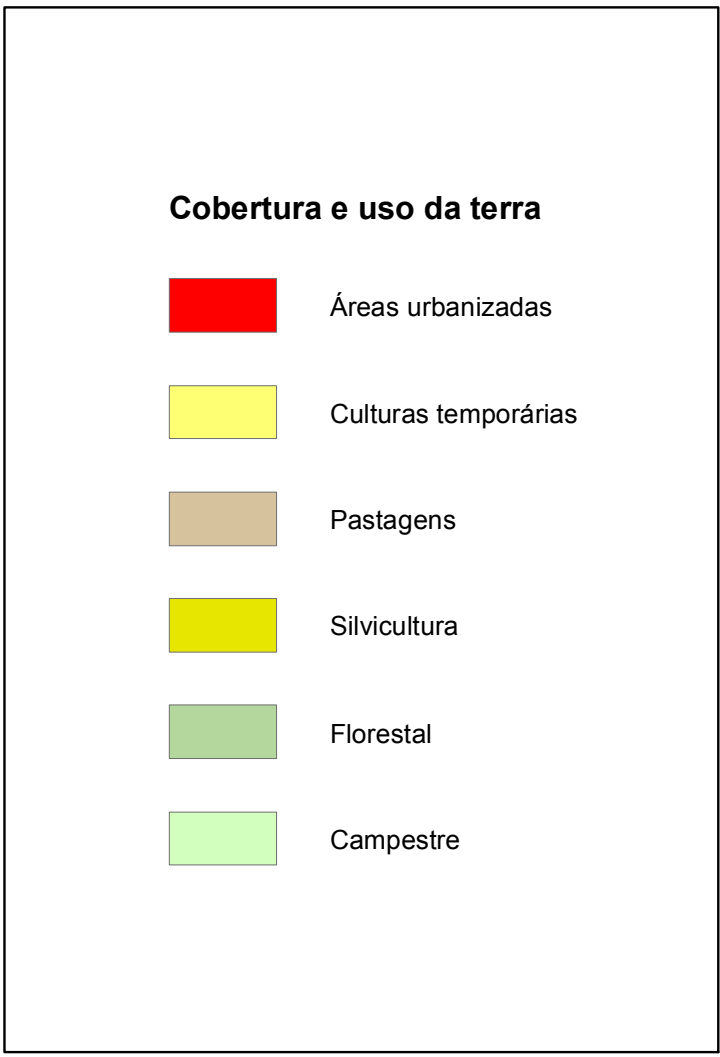 Cobertura e uso da terra
Áreas urbanizadas
Culturas temporárias
Pastagens
Silvicultura
Florestal
Campestre